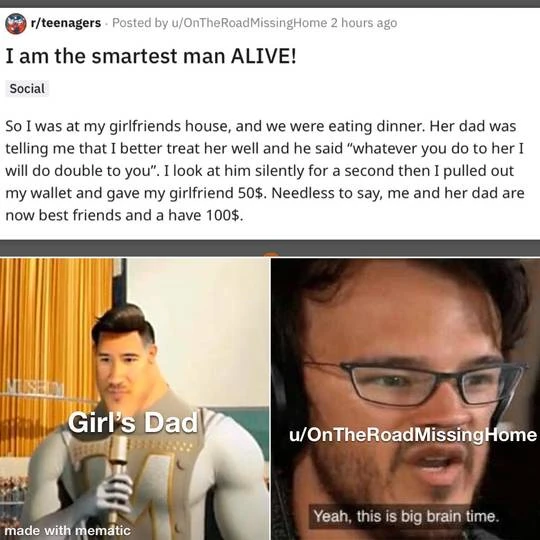 r/teenagers · Posted by u/OnTheRoadMissingHome 2 hours ago
I am the smartest man ALIVE!
Social
So I was at my girlfriends house, and we were eating dinner. Her dad was
telling me that I better treat her well and he said “whatever you do to her I
will do double to you”. I look at him silently for a second then I pulled out
my wallet and gave my girlfriend 50$. Needless to say, me and her dad are
now best friends and a have 100$.
MUSEUM
Girl's Dad
u/OnTheRoadMissingHome
Yeah, this is big brain time.
made with mematic